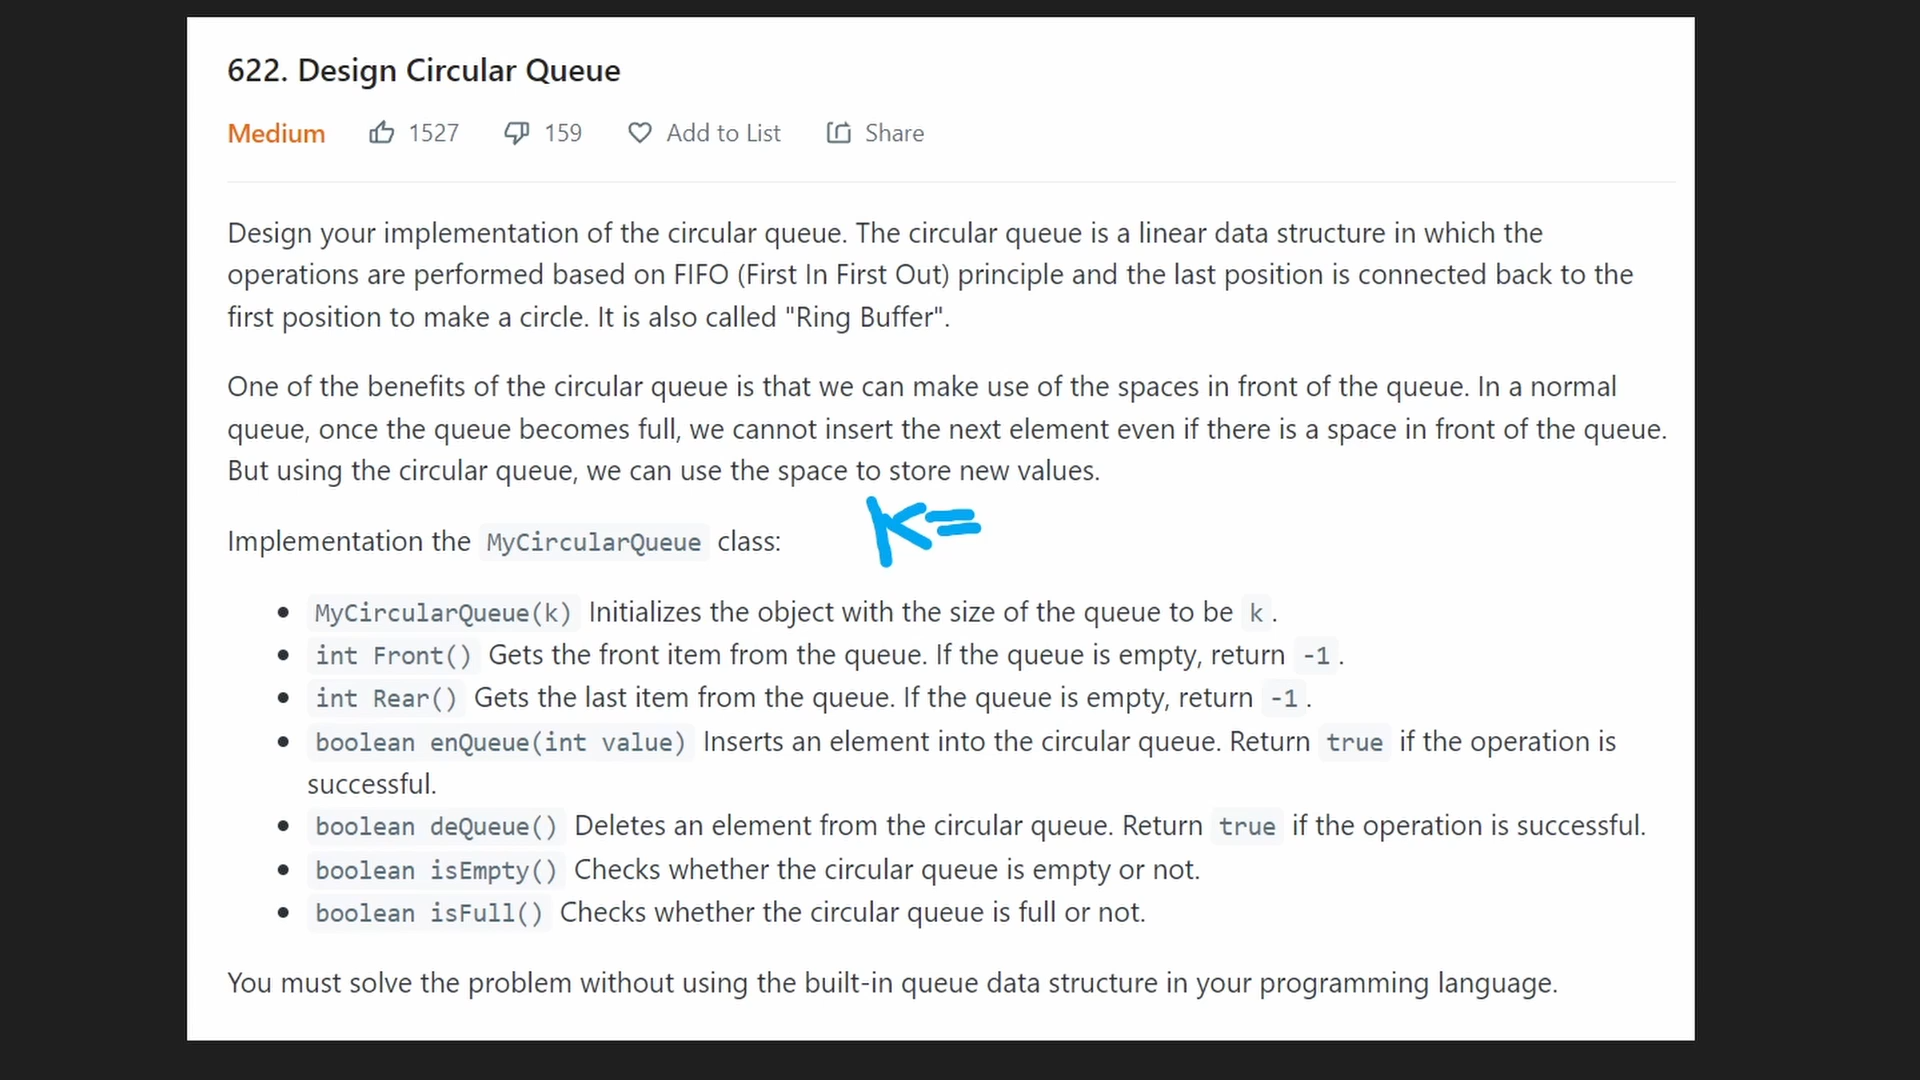 622. Design Circular Queue
Medium 1527 159 Add to List Share
Design your implementation of the circular queue. The circular queue is a linear data structure in which the
operations are performed based on FIFO (First In First Out) principle and the last position is connected back to the
first position to make a circle. It is also called "Ring Buffer".
One of the benefits of the circular queue is that we can make use of the spaces in front of the queue. In a normal
queue, once the queue becomes full, we cannot insert the next element even if there is a space in front of the queue.
But using the circular queue, we can use the space to store new values.
K=
Implementation the MyCircularQueue class:
MyCircularQueue(k) Initializes the object with the size of the queue to be k.
int Front() Gets the front item from the queue. If the queue is empty, return -1.
int Rear() Gets the last item from the queue. If the queue is empty, return -1.
boolean enQueue(int value) Inserts an element into the circular queue. Return true if the operation is
successful.
boolean deQueue() Deletes an element from the circular queue. Return true if the operation is successful.
boolean isEmpty() Checks whether the circular queue is empty or not.
boolean isFull() Checks whether the circular queue is full or not.
You must solve the problem without using the built-in queue data structure in your programming language.